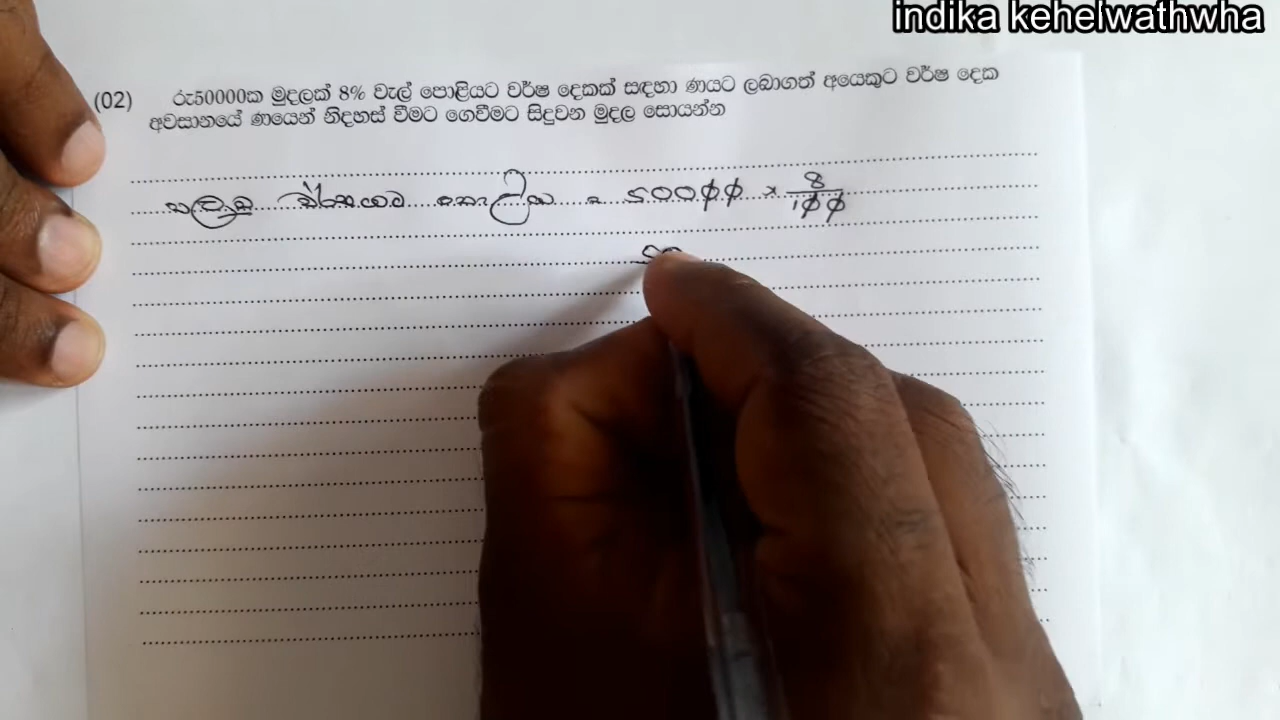 indika kehelwathwha
(02) රු50000ක මුදලක් 8% වැල් පොළියට වර්ෂ දෙකක් සඳහා ණයට ලබාගත් අයෙකුට වර්ෂ දෙක
අවසානයේ ණයෙන් නිදහස් වීමට ගෙවීමට සිදුවන මුදල සොයන්න
පළමු වර්ෂයට පොළිය = 50000 × 8/100